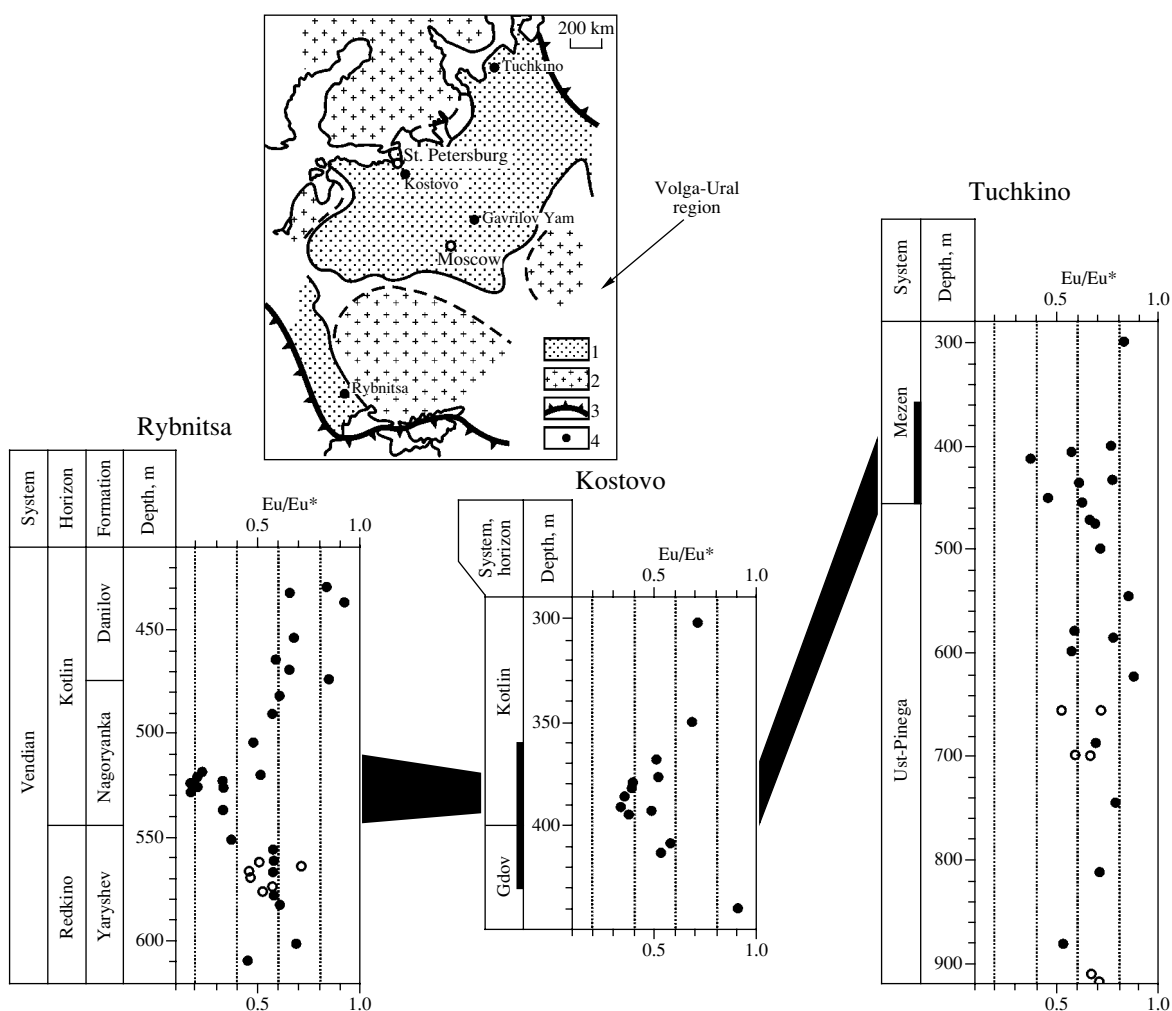 200 km
Tuchkino
St. Petersburg
Kostovo
Gavrilov Yam
Moscow
Volga-Ural
region
1
2
3
4
Rybnitsa
Rybnitsa
System
Horizon
Formation
Depth, m
Eu/Eu*
0.5 1.0
Vendian
Kotlin
Redkino
Danilov
Nagoryanka
Yaryshev
450
500
550
600
0.5 1.0
Kostovo
System,
horizon
Depth, m
Eu/Eu*
0.5 1.0
Kotlin
Gdov
300
350
400
0.5 1.0
Tuchkino
System
Depth, m
Eu/Eu*
0.5 1.0
Mezen
Ust-Pinega
300
400
500
600
700
800
900
0.5 1.0